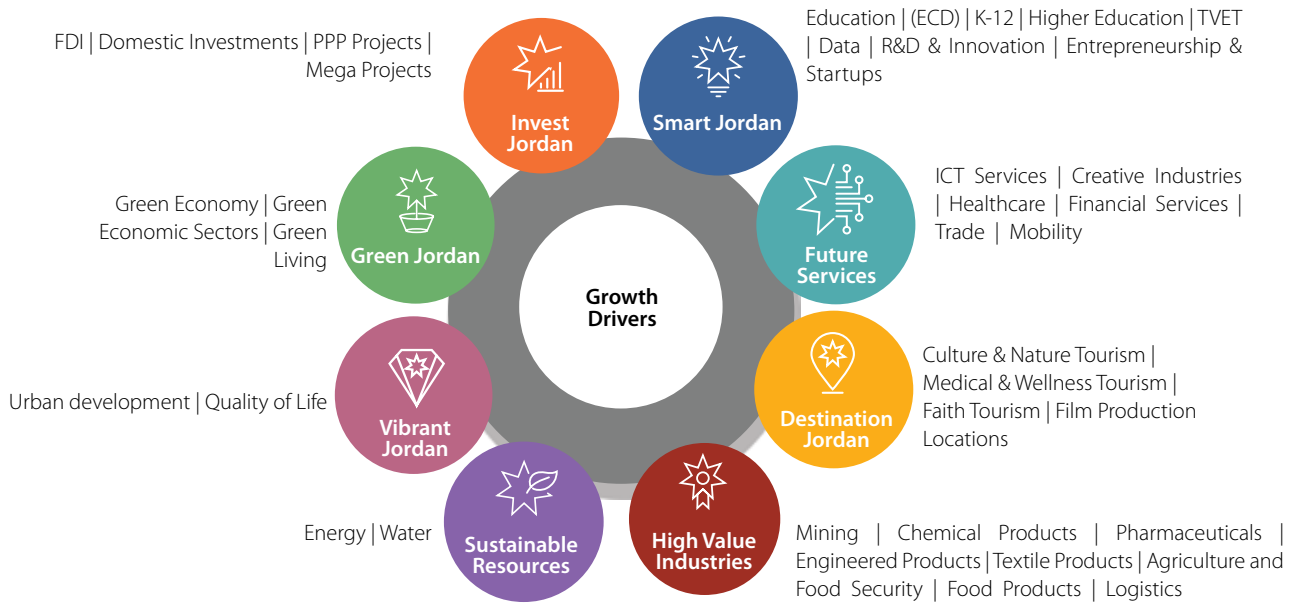 FDI | Domestic Investments | PPP Projects |
Mega Projects
Invest
Jordan
Education | (ECD) | K-12 | Higher Education | TVET
| Data | R&D & Innovation | Entrepreneurship &
Startups
Smart Jordan
ICT Services | Creative Industries
| Healthcare | Financial Services |
Trade | Mobility
Future
Services
Culture & Nature Tourism |
Medical & Wellness Tourism |
Faith Tourism | Film Production
Locations
Destination
Jordan
Mining | Chemical Products | Pharmaceuticals |
Engineered Products | Textile Products | Agriculture and
Food Security | Food Products | Logistics
High Value
Industries
Energy | Water
Sustainable
Resources
Urban development | Quality of Life
Vibrant
Jordan
Green Economy | Green
Economic Sectors | Green
Living
Green Jordan
Growth
Drivers